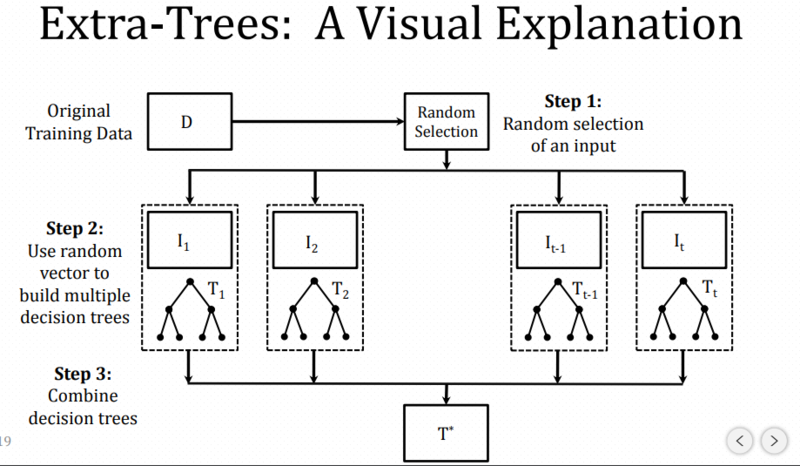 Extra-Trees:  A Visual Explanation
Original
Training Data
D
Random
Selection
Step 1:
Random selection
of an input
Step 2:
Use random
vector to
build multiple
decision trees
I₁
T₁
I₂
T₂
Iₜ₋₁
Tₜ₋₁
Iₜ
Tₜ
Step 3:
Combine
decision trees
T*
19